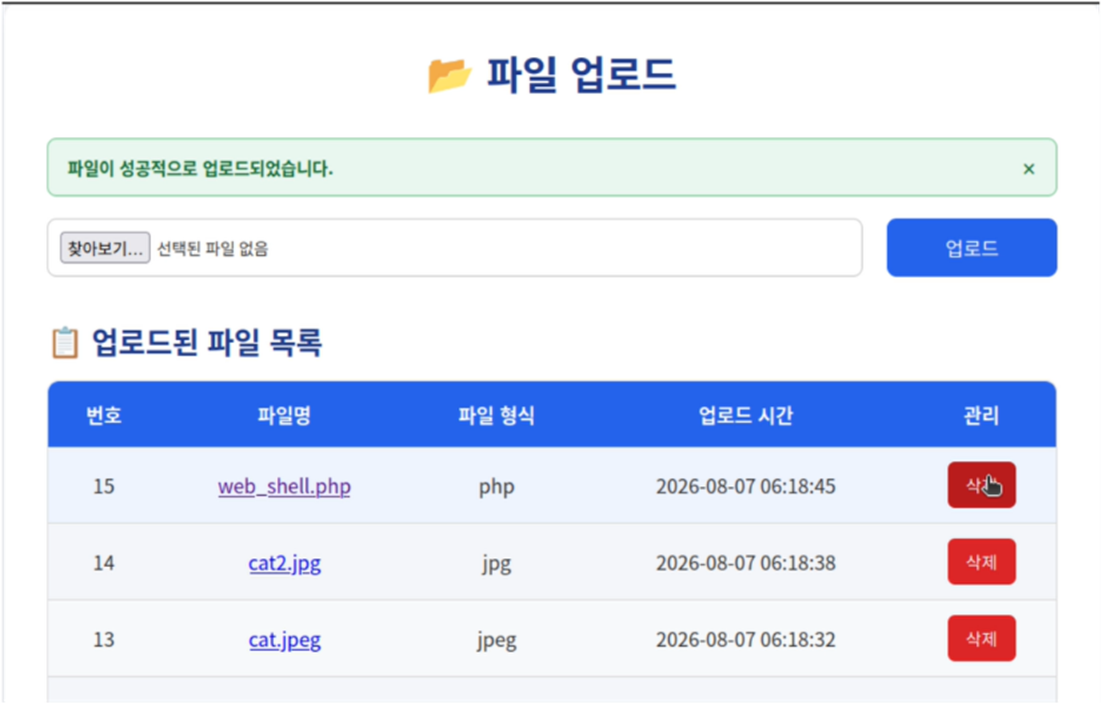 📂 파일 업로드
파일이 성공적으로 업로드되었습니다. ×
찾아보기... 선택된 파일 없음 업로드
📋 업로드된 파일 목록
번호 파일명 파일 형식 업로드 시간 관리
15 web_shell.php php 2026-08-07 06:18:45
14 cat2.jpg jpg 2026-08-07 06:18:38 삭제
13 cat.jpeg jpeg 2026-08-07 06:18:32 삭제